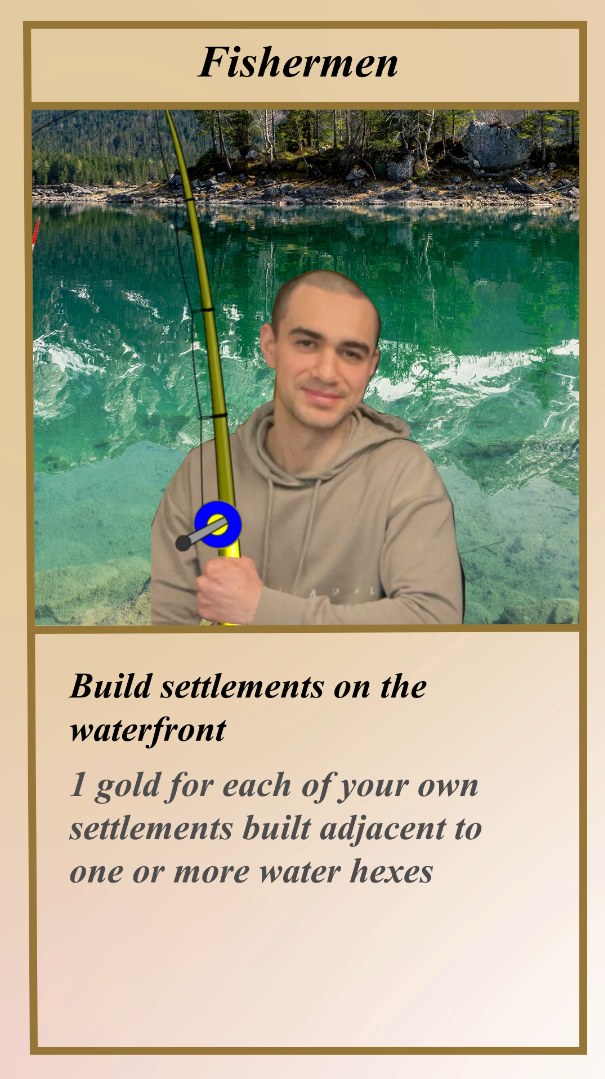 Fishermen
Build settlements on the
waterfront
1 gold for each of your own
settlements built adjacent to
one or more water hexes